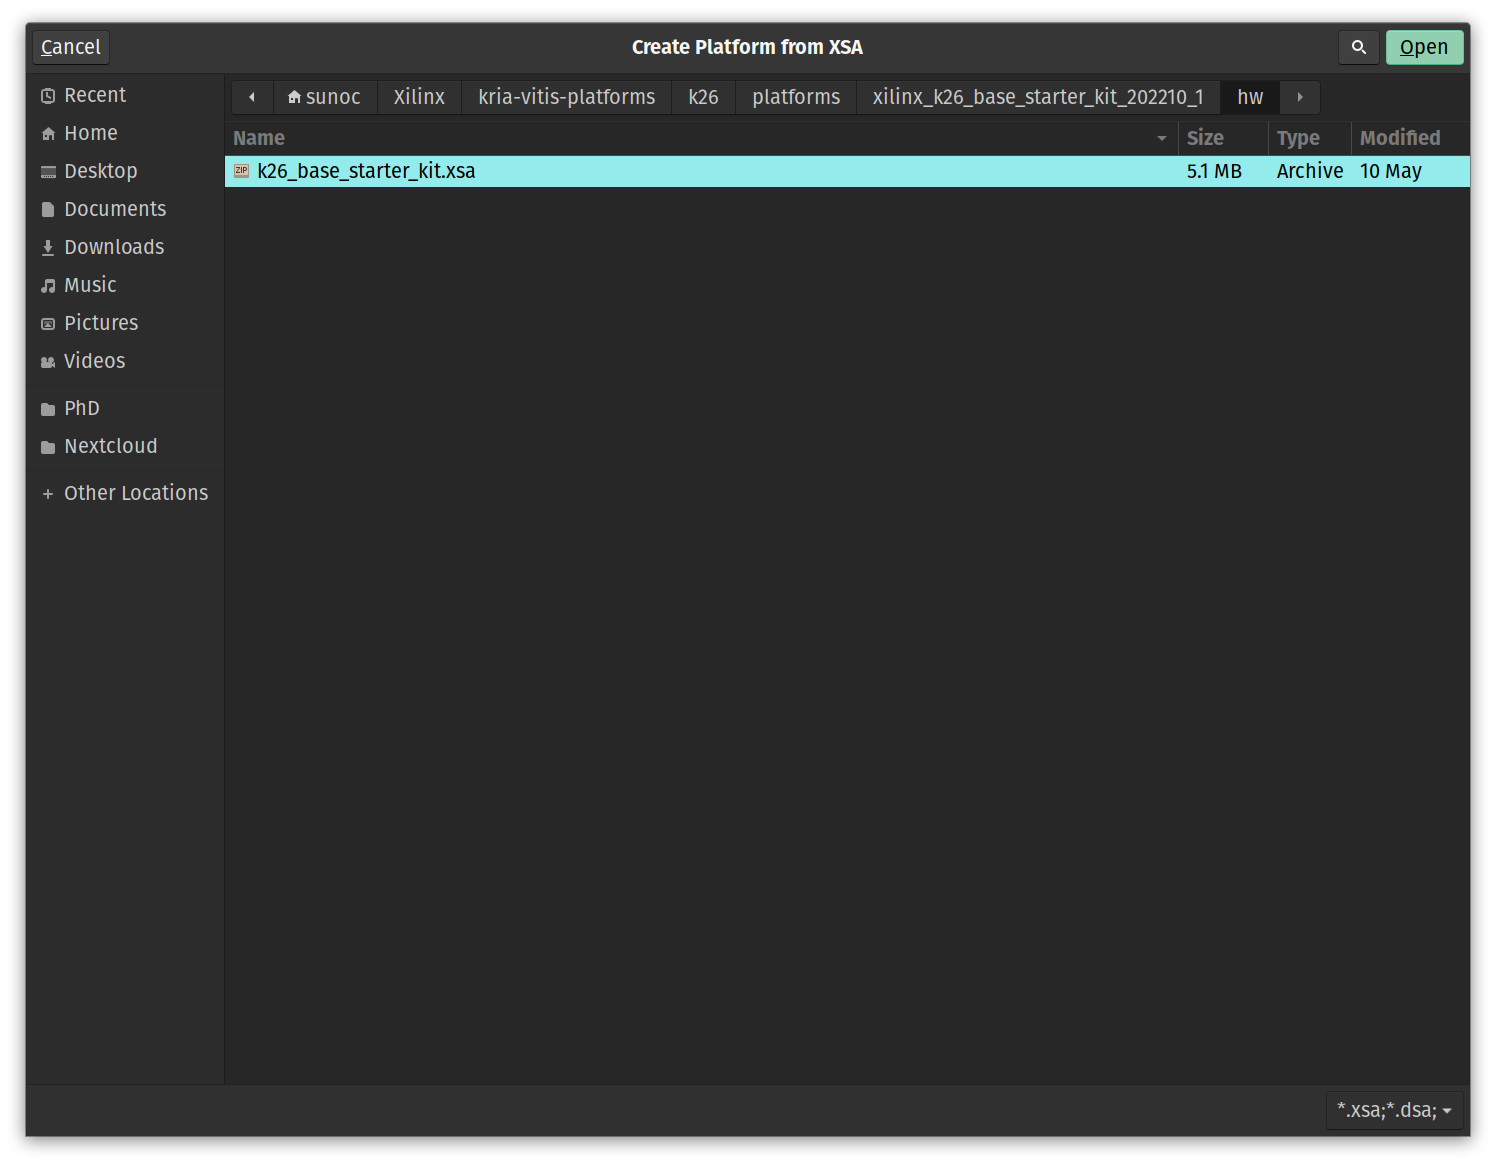 Cancel
Create Platform from XSA
Open
Recent
Home
Desktop
Documents
Downloads
Music
Pictures
Videos
PhD
Nextcloud
Other Locations
sunoc Xilinx kria-vitis-platforms k26 platforms xilinx_k26_base_starter_kit_202210_1 hw
Name Size Type Modified
ZIP k26_base_starter_kit.xsa 5.1 MB Archive 10 May
*.xsa;*.dsa;